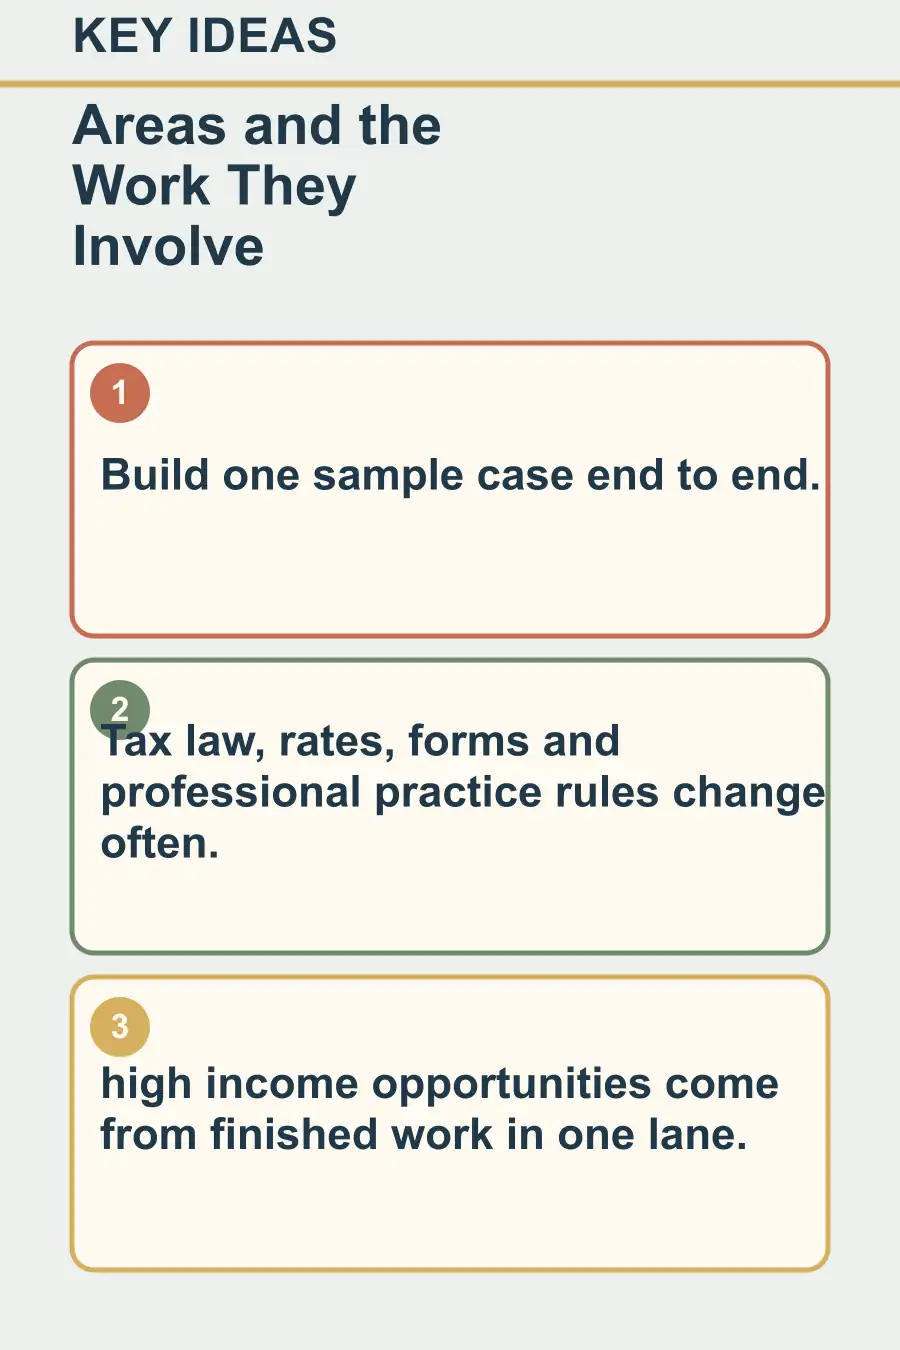 KEY IDEAS
Areas and the
Work They
Involve
1
Build one sample case end to end.
2
Tax law, rates, forms and
professional practice rules change
often.
3
high income opportunities come
from finished work in one lane.